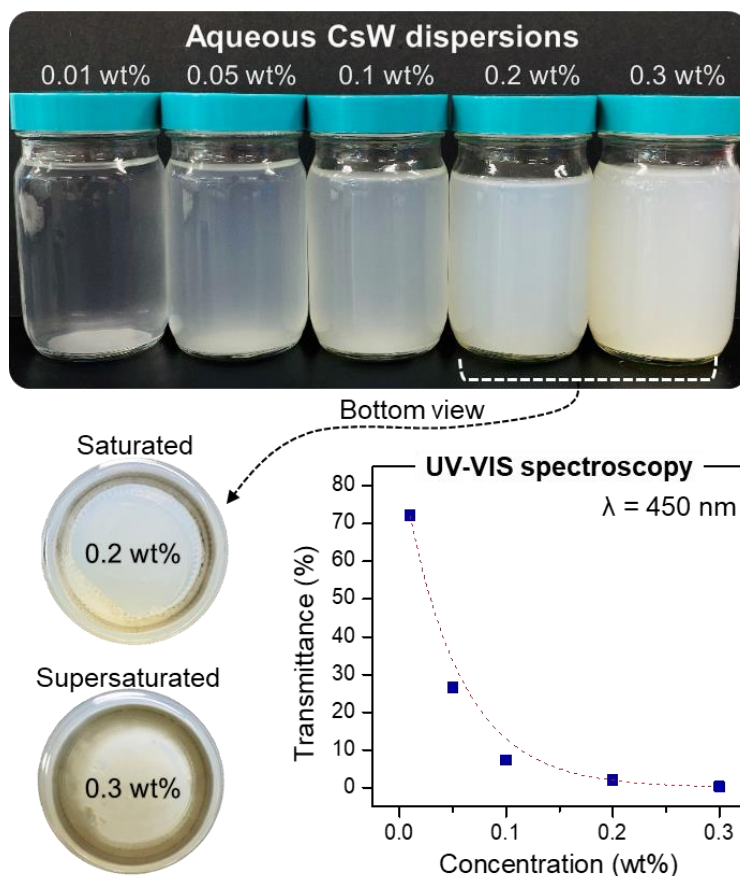 Aqueous CsW dispersions
0.01 wt% 0.05 wt% 0.1 wt% 0.2 wt% 0.3 wt%
Bottom view
Saturated
0.2 wt%
Supersaturated
0.3 wt%
UV-VIS spectroscopy
λ = 450 nm
Transmittance (%)
80
70
60
50
40
30
20
10
0
0.0 0.1 0.2 0.3
Concentration (wt%)